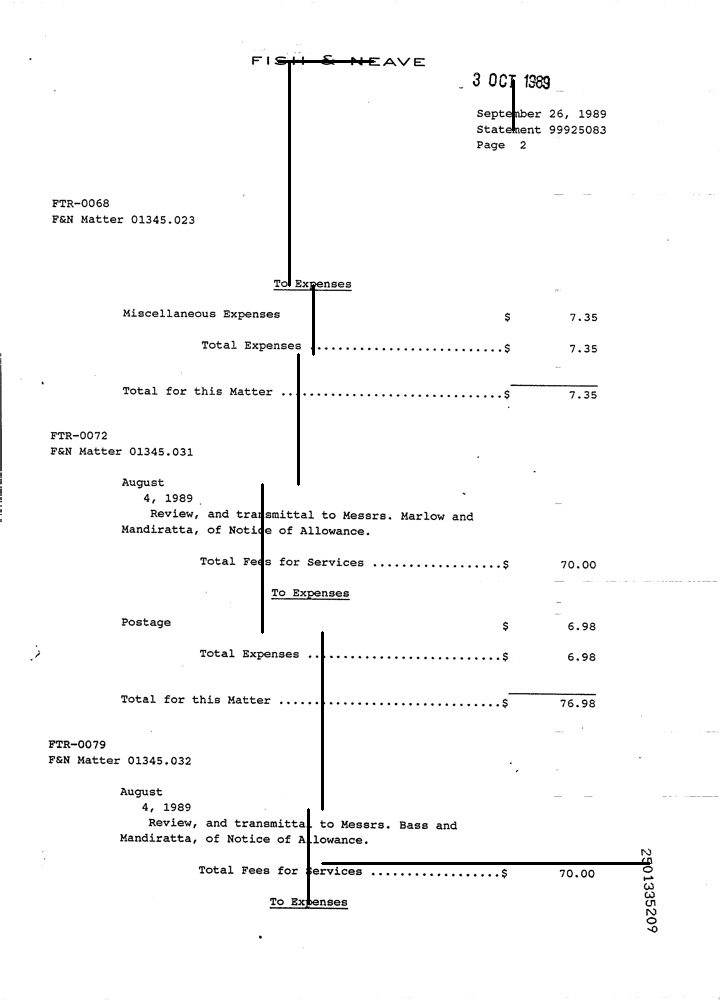 FISH & NEAVE
3 OCT 1989
September 26, 1989
Statement 99925083
Page 2
FTR-0068
F&N Matter 01345.023
To Expenses
Miscellaneous Expenses $ 7.35
Total Expenses ..........................$ 7.35
Total for this Matter ..............................$ 7.35
FTR-0072
F&N Matter 01345.031
August
4, 1989
Review, and transmittal to Messrs. Marlow and
Mandiratta, of Notice of Allowance.
Total Fees for Services ..................$ 70.00
To Expenses
Postage $ 6.98
Total Expenses ..........................$ 6.98
Total for this Matter ..............................$ 76.98
FTR-0079
F&N Matter 01345.032
August
4, 1989
Review, and transmittal to Messrs. Bass and
Mandiratta, of Notice of Allowance.
Total Fees for Services ..................$ 70.00
To Expenses
2501335209